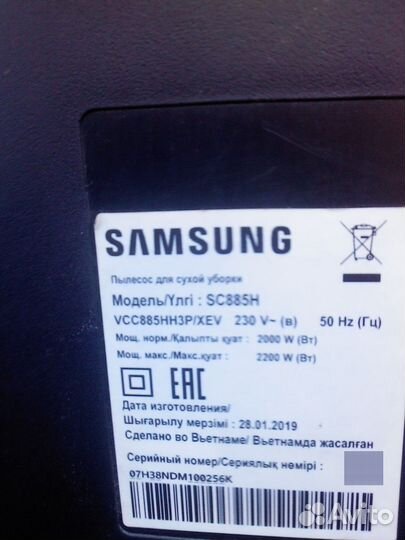 SAMSUNG
Пылесос для сухой уборки
Модель/Үлгі : SC885H
VCC885HH3P/XEV 230 V~ (в) 50 Hz (Гц)
Мощ. норм./Қалыпты қуат : 2000 W (Вт)
Мощ. макс./Макс.қуат : 2200 W (Вт)
EAC
Дата изготовления/
Шығарылу мерзімі : 28.01.2019
Сделано во Вьетнаме/ Вьетнамда жасалған
Серийный номер/Сериялық нөмірі :
07H38NDM100256K
Avito